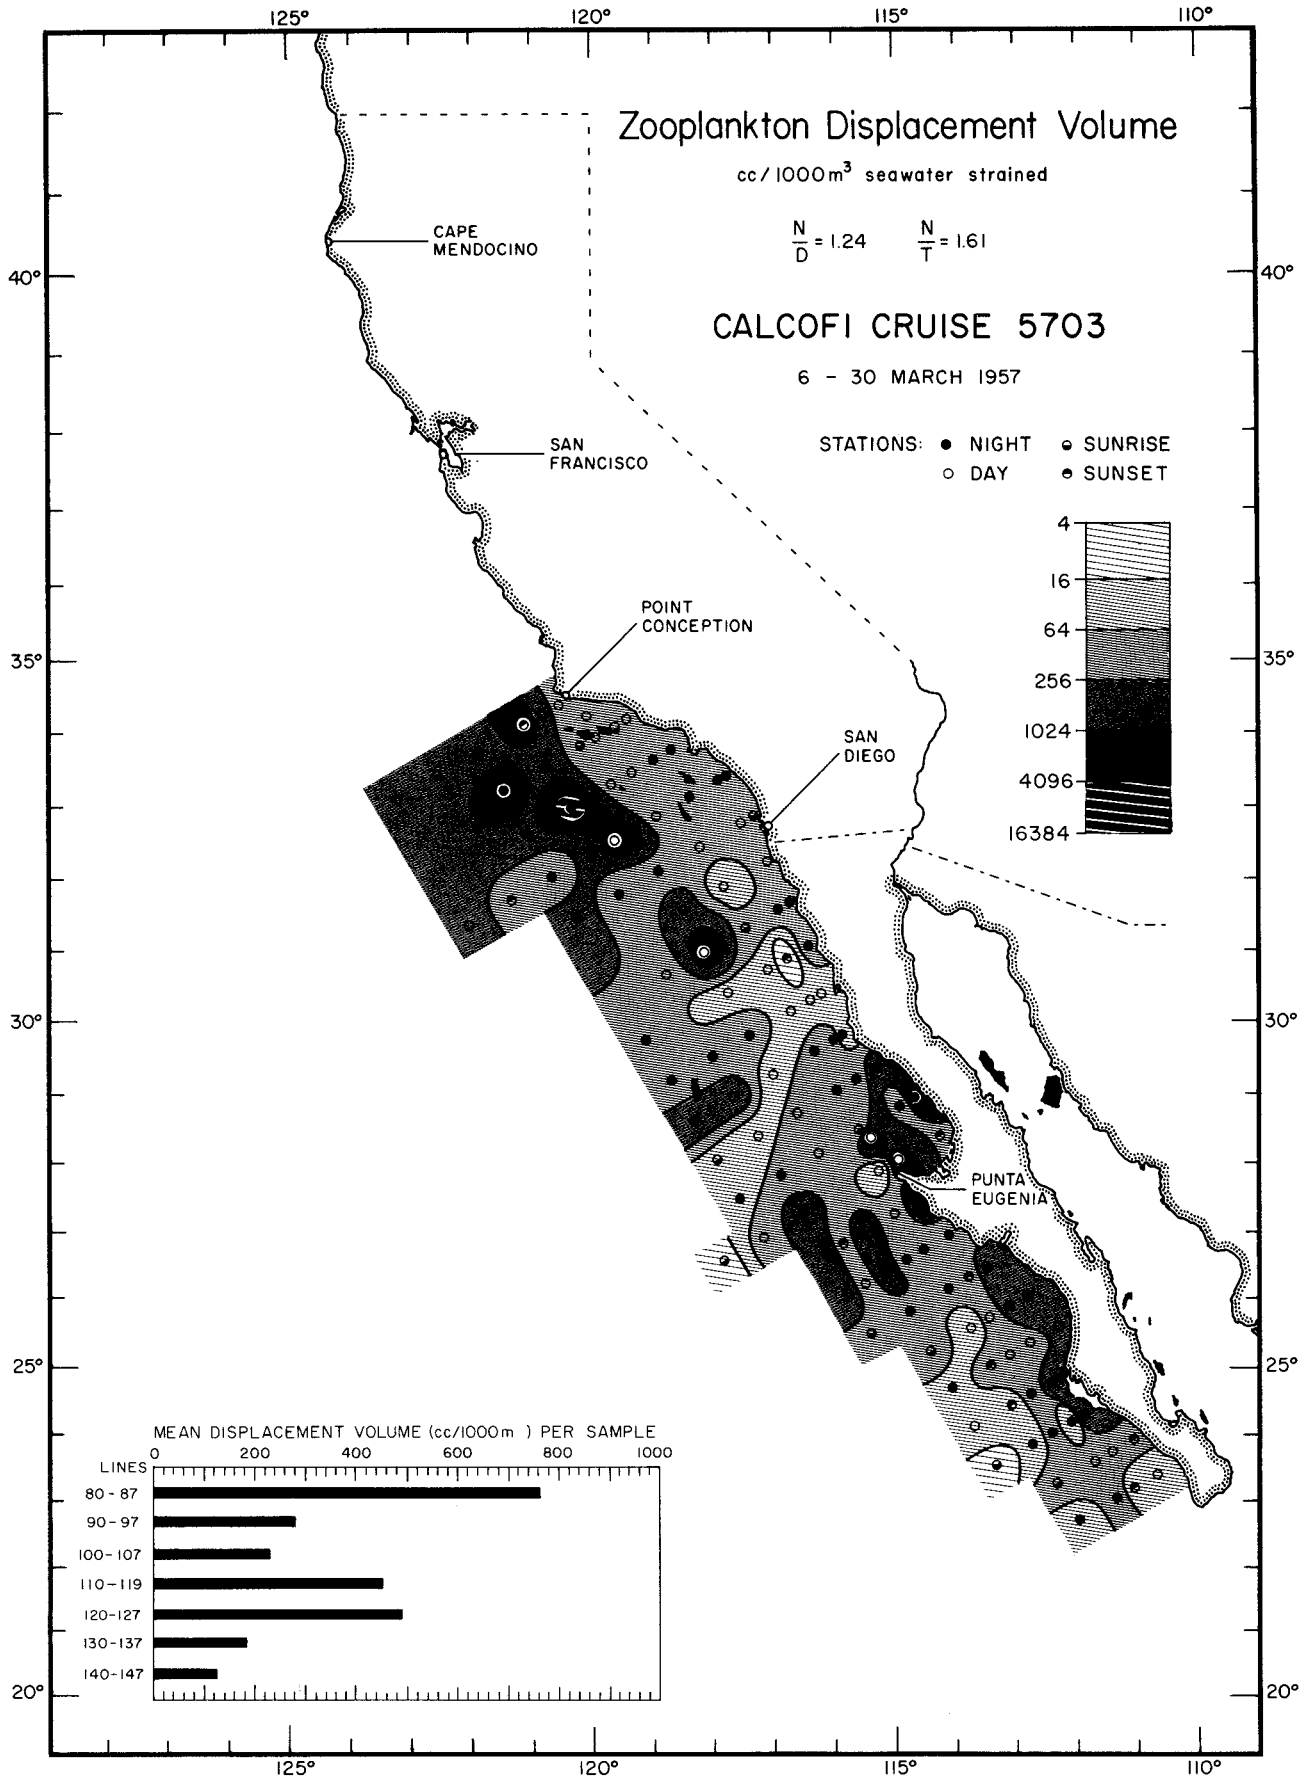 125°
120°
115°
110°
Zooplankton Displacement Volume
cc/1000m³ seawater strained
N/D = 1.24 N/T = 1.61
CAPE
MENDOCINO
40°
40°
CALCOFI CRUISE 5703
6 – 30 MARCH 1957
STATIONS: ● NIGHT ◒ SUNRISE
○ DAY ◓ SUNSET
SAN
FRANCISCO
4
16
64
256
1024
4096
16384
POINT
CONCEPTION
35°
35°
SAN
DIEGO
30°
30°
PUNTA
EUGENIA
25°
25°
MEAN DISPLACEMENT VOLUME (cc/1000m ) PER SAMPLE
0 200 400 600 800 1000
LINES
80 - 87
90 - 97
100 - 107
110 - 119
120 - 127
130 - 137
140 - 147
20°
20°
125°
120°
115°
110°